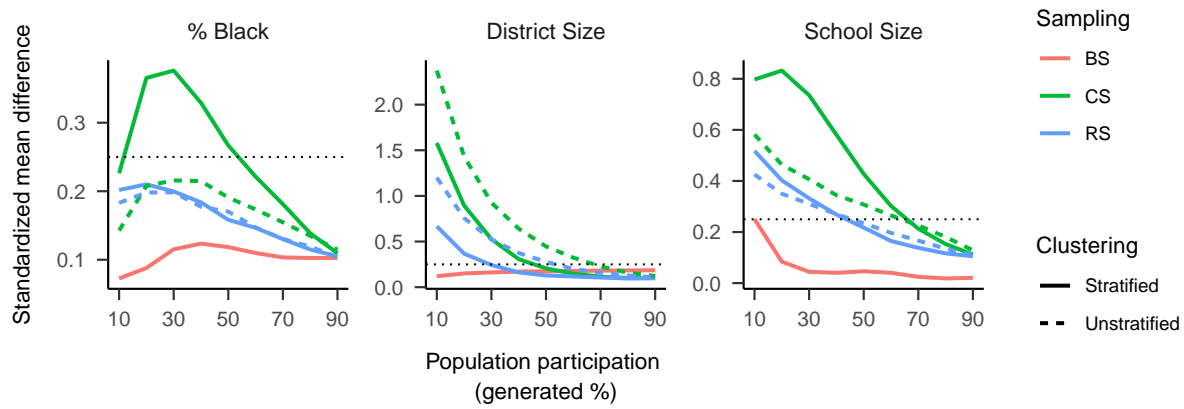 % Black
District Size
School Size
Standardized mean difference
0.3
0.2
0.1
10 30 50 70 90
2.0
1.5
1.0
0.5
0.0
10 30 50 70 90
0.8
0.6
0.4
0.2
0.0
10 30 50 70 90
Population participation
(generated %)
Sampling
BS
CS
RS
Clustering
Stratified
Unstratified